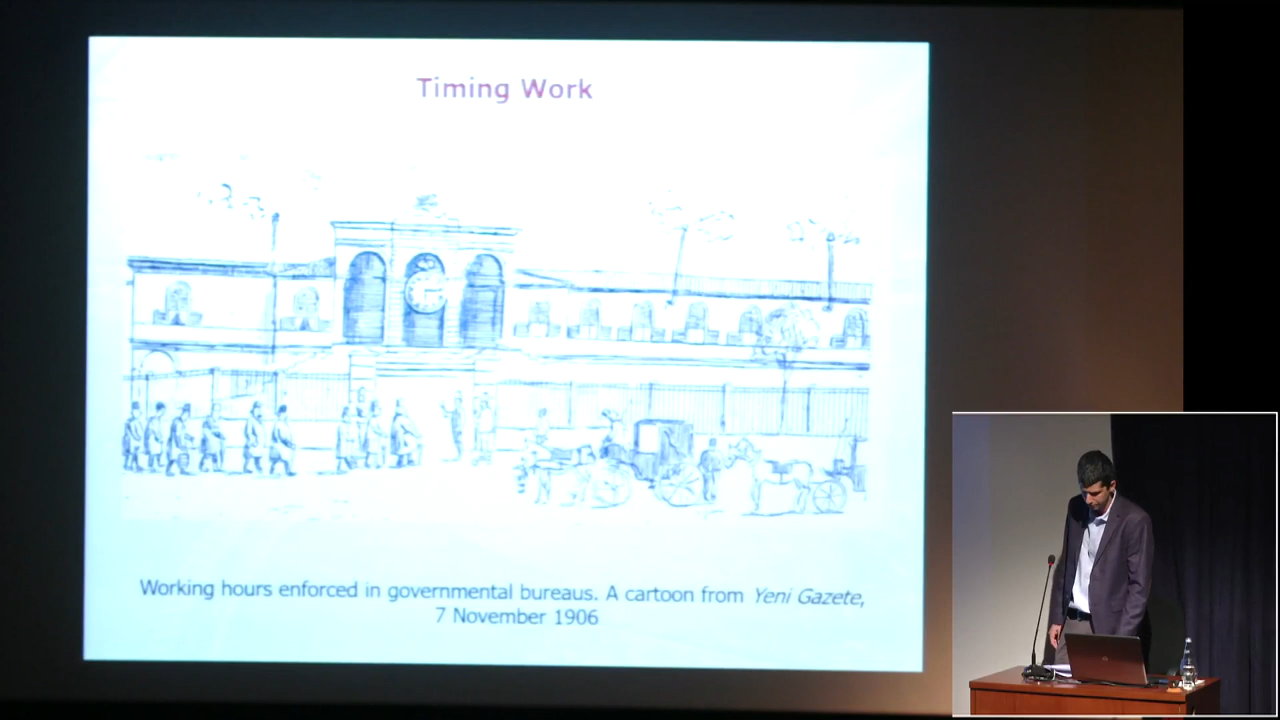 Timing Work
Working hours enforced in governmental bureaus. A cartoon from Yeni Gazete,
7 November 1906